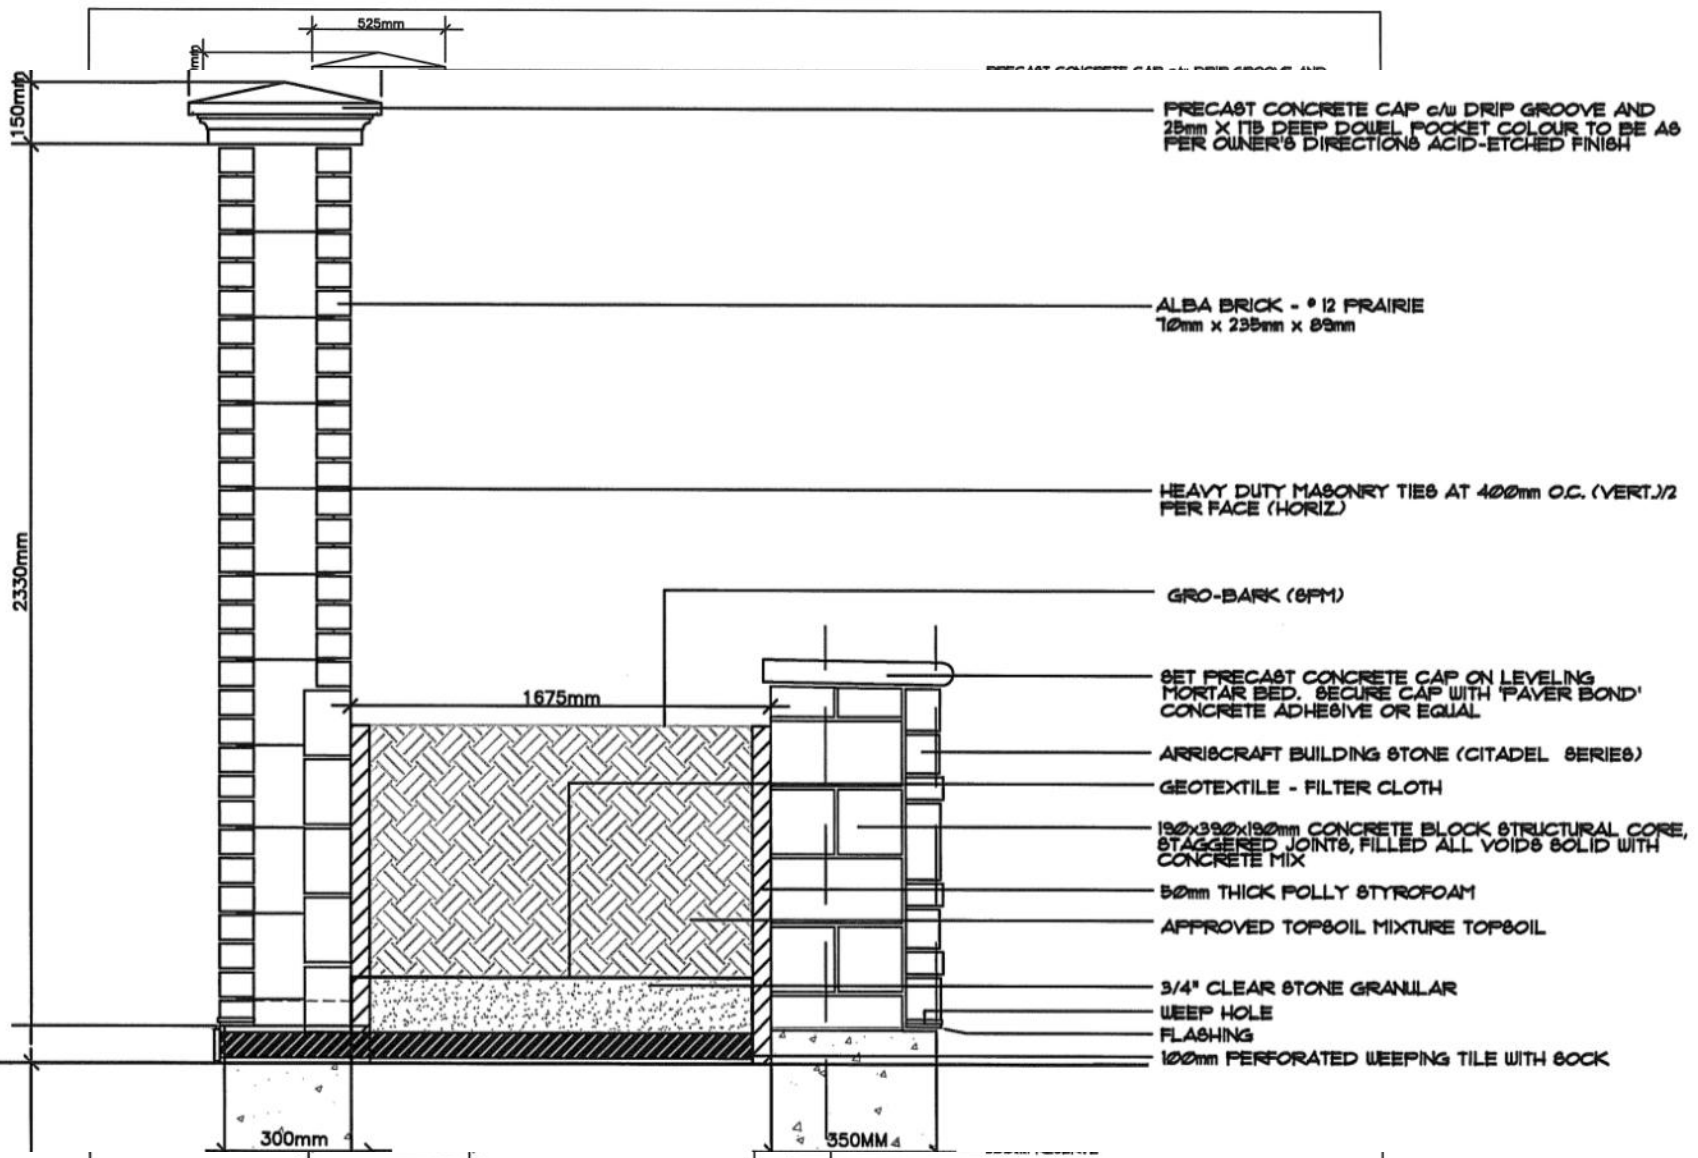 525mm
150mm
PRECAST CONCRETE CAP c/w DRIP GROOVE AND
25mm X 175 DEEP DOWEL POCKET COLOUR TO BE AS
PER OWNER'S DIRECTIONS ACID-ETCHED FINISH
ALBA BRICK - # 12 PRAIRIE
70mm x 235mm x 89mm
HEAVY DUTY MASONRY TIES AT 400mm O.C. (VERT.)/2
PER FACE (HORIZ.)
2330mm
GRO-BARK (SPM)
SET PRECAST CONCRETE CAP ON LEVELING
MORTAR BED. SECURE CAP WITH 'PAVER BOND'
CONCRETE ADHESIVE OR EQUAL
1675mm
ARRISCRAFT BUILDING STONE (CITADEL SERIES)
GEOTEXTILE - FILTER CLOTH
190x390x190mm CONCRETE BLOCK STRUCTURAL CORE,
STAGGERED JOINTS, FILLED ALL VOIDS SOLID WITH
CONCRETE MIX
50mm THICK POLLY STYROFOAM
APPROVED TOPSOIL MIXTURE TOPSOIL
3/4" CLEAR STONE GRANULAR
WEEP HOLE
FLASHING
100mm PERFORATED WEEPING TILE WITH SOCK
300mm
350MM